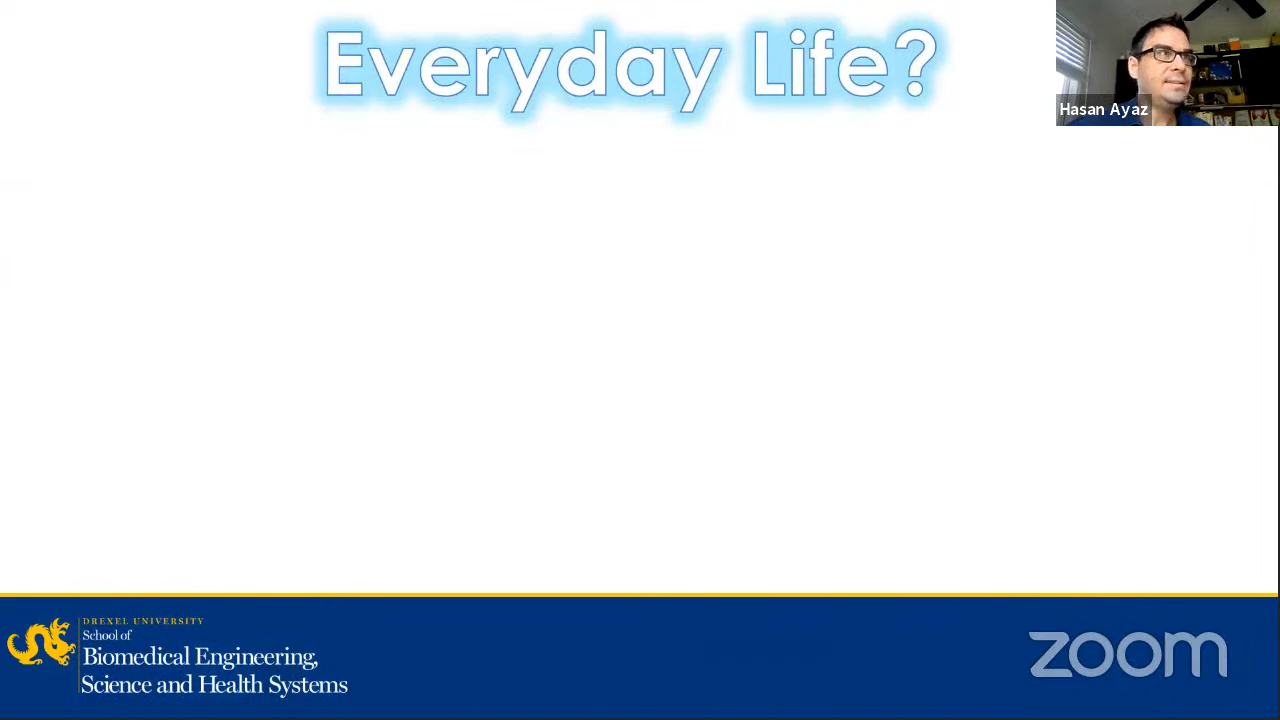 Everyday Life?
Hasan Ayaz
DREXEL UNIVERSITY
School of
Biomedical Engineering,
Science and Health Systems
zoom